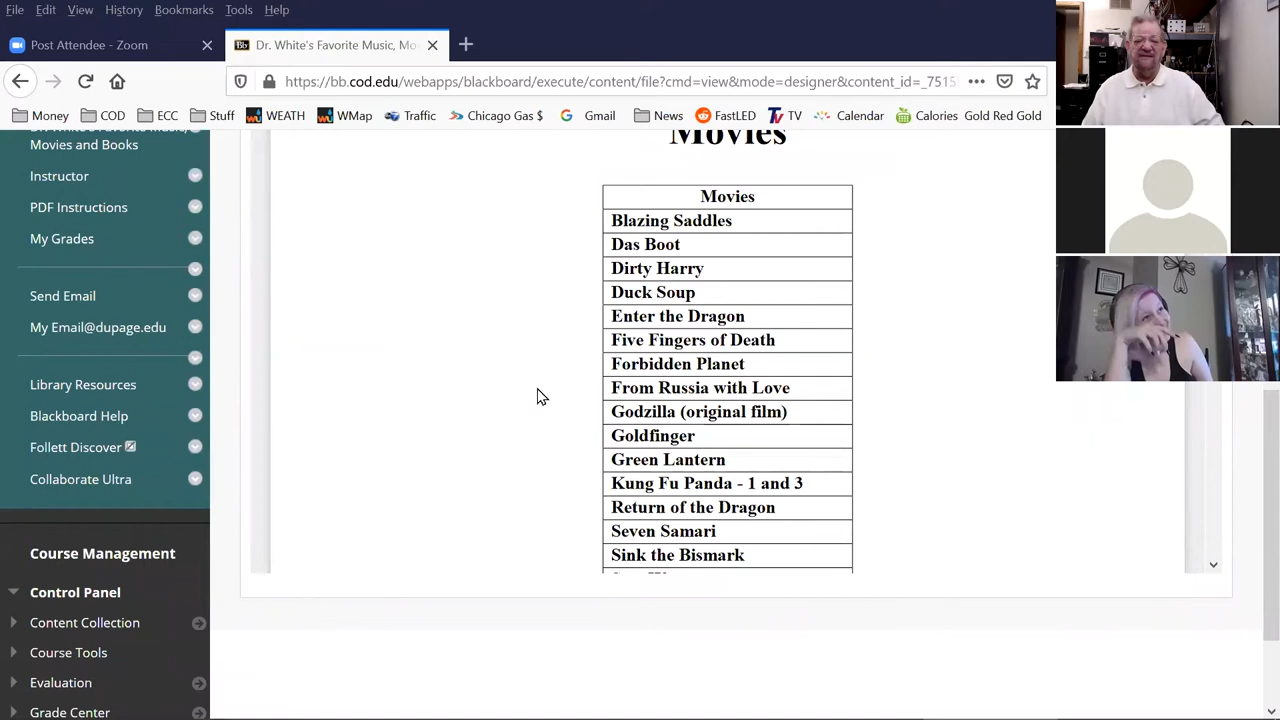 File Edit View History Bookmarks Tools Help
Post Attendee - Zoom
Dr. White's Favorite Music, Mo
https://bb.cod.edu/webapps/blackboard/execute/content/file?cmd=view&mode=designer&content_id=_7515
Money COD ECC Stuff WEATH WMap Traffic Chicago Gas $ Gmail News FastLED TV Calendar Calories Gold Red Gold
Dr. White's Favorite Music,
Movies and Books
Instructor
PDF Instructions
My Grades
Send Email
My Email@dupage.edu
Library Resources
Blackboard Help
Follett Discover
Collaborate Ultra
Course Management
Control Panel
Content Collection
Course Tools
Evaluation
Grade Center
Movies
Movies
Blazing Saddles
Das Boot
Dirty Harry
Duck Soup
Enter the Dragon
Five Fingers of Death
Forbidden Planet
From Russia with Love
Godzilla (original film)
Goldfinger
Green Lantern
Kung Fu Panda - 1 and 3
Return of the Dragon
Seven Samari
Sink the Bismark